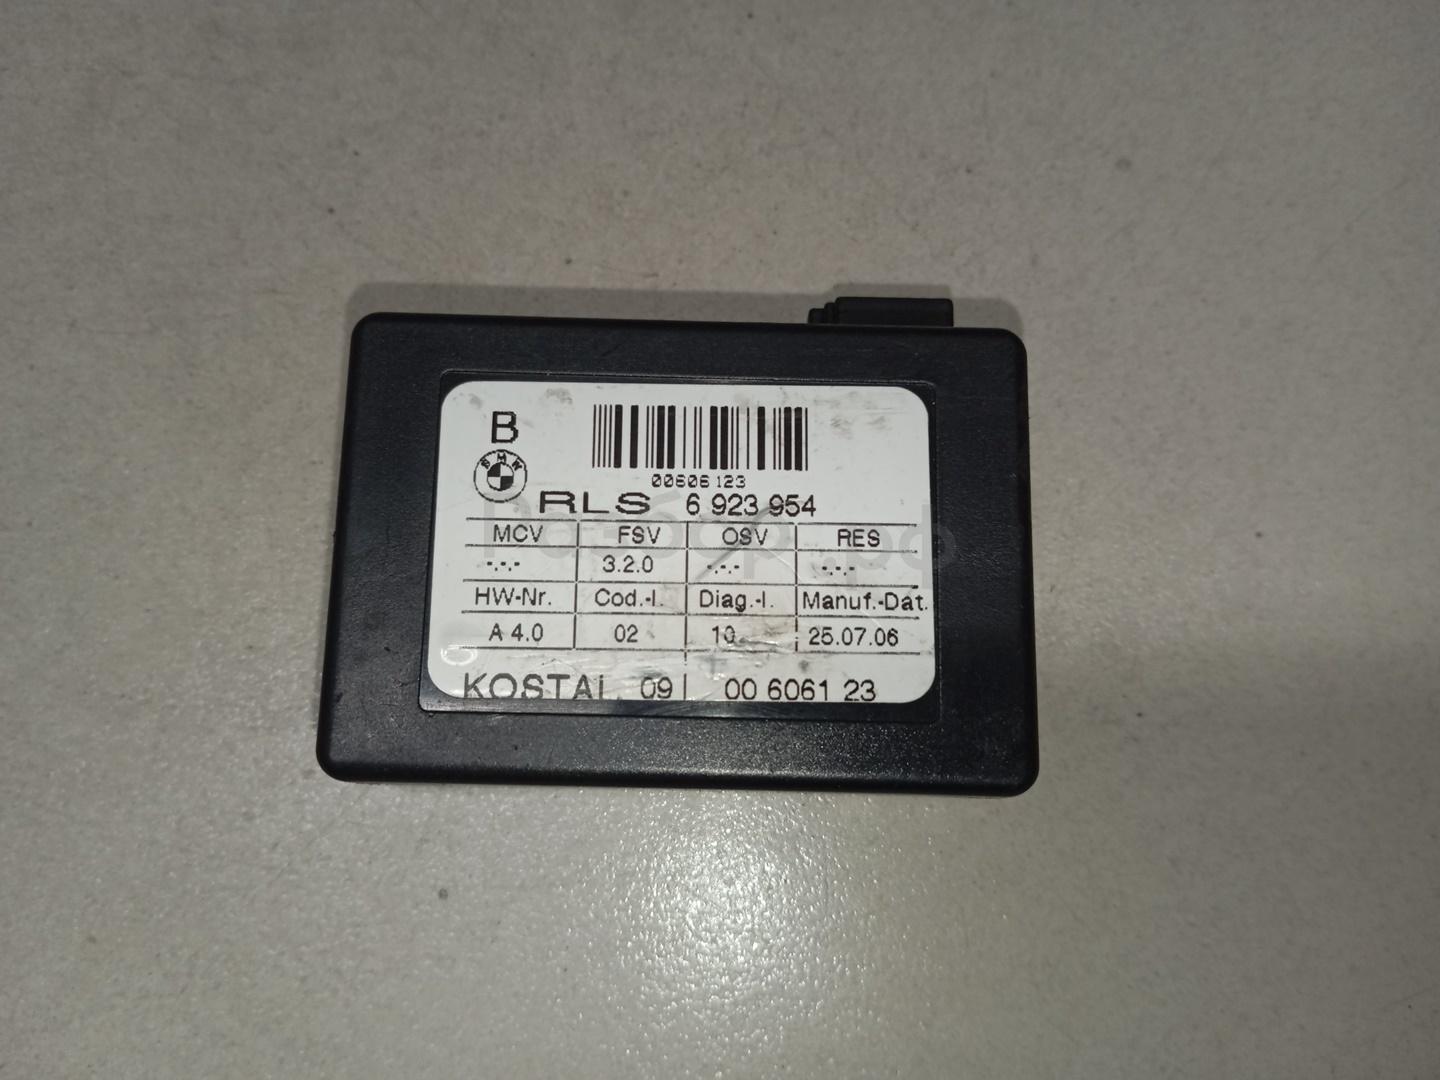 B
BMW
00606123
RLS 6 923 954
MCV FSV OSV RES
-.-.- 3.2.0 -.-.- -.-.-
HW-Nr. Cod.-I. Diag.-I. Manuf.-Dat.
A 4.0 02 10 25.07.06
KOSTAL 09 00 6061 23